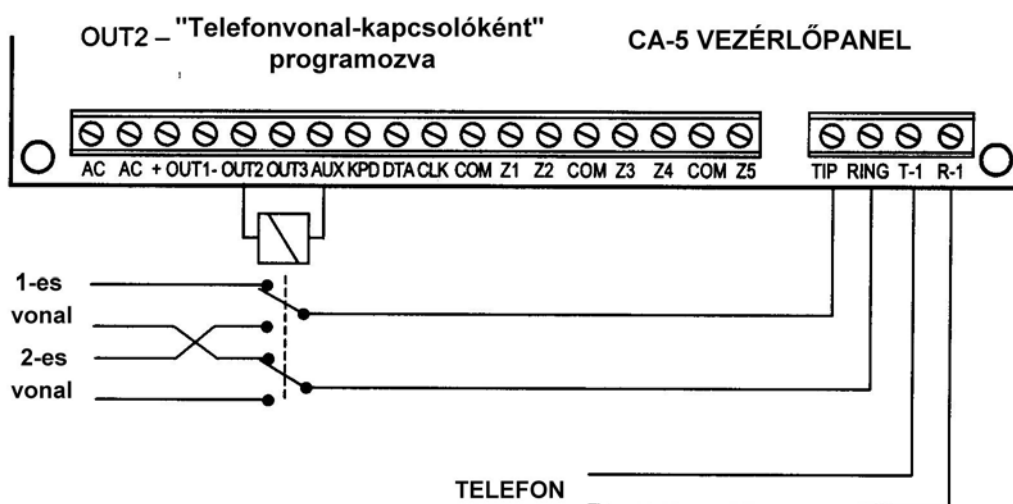 OUT2 – "Telefonvonal-kapcsolóként"
programozva
CA-5 VEZÉRLŐPANEL
AC AC + OUT1- OUT2 OUT3 AUX KPD DTA CLK COM Z1 Z2 COM Z3 Z4 COM Z5
TIP RING T-1 R-1
1-es
vonal
2-es
vonal
TELEFON